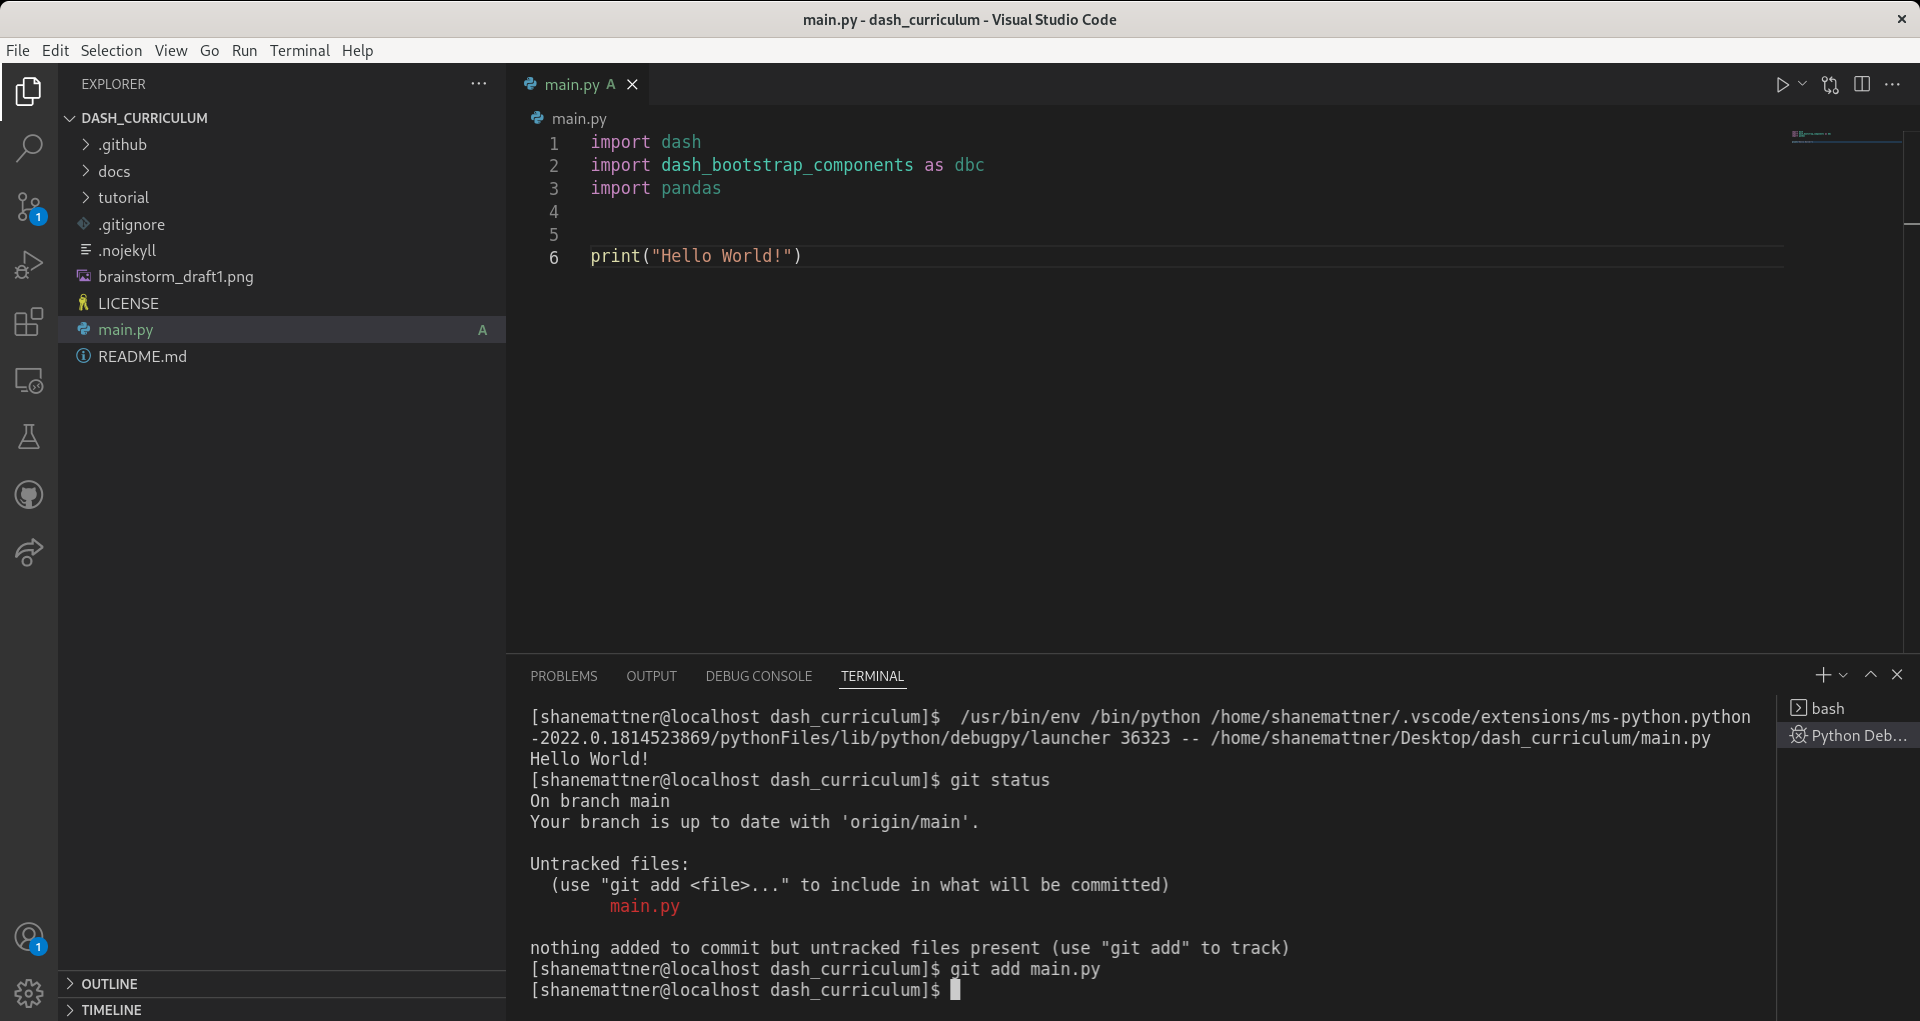 main.py - dash_curriculum - Visual Studio Code
File Edit Selection View Go Run Terminal Help
EXPLORER
DASH_CURRICULUM
.github
docs
tutorial
.gitignore
.nojekyll
brainstorm_draft1.png
LICENSE
main.py A
README.md
OUTLINE
TIMELINE
1
1
main.py A
main.py
1 import dash
2 import dash_bootstrap_components as dbc
3 import pandas
4
5
6 print("Hello World!")
PROBLEMS OUTPUT DEBUG CONSOLE TERMINAL
[shanemattner@localhost dash_curriculum]$  /usr/bin/env /bin/python /home/shanemattner/.vscode/extensions/ms-python.python
-2022.0.1814523869/pythonFiles/lib/python/debugpy/launcher 36323 -- /home/shanemattner/Desktop/dash_curriculum/main.py
Hello World!
[shanemattner@localhost dash_curriculum]$ git status
On branch main
Your branch is up to date with 'origin/main'.
Untracked files:
(use "git add <file>..." to include in what will be committed)
main.py
nothing added to commit but untracked files present (use "git add" to track)
[shanemattner@localhost dash_curriculum]$ git add main.py
[shanemattner@localhost dash_curriculum]$
bash
Python Deb...